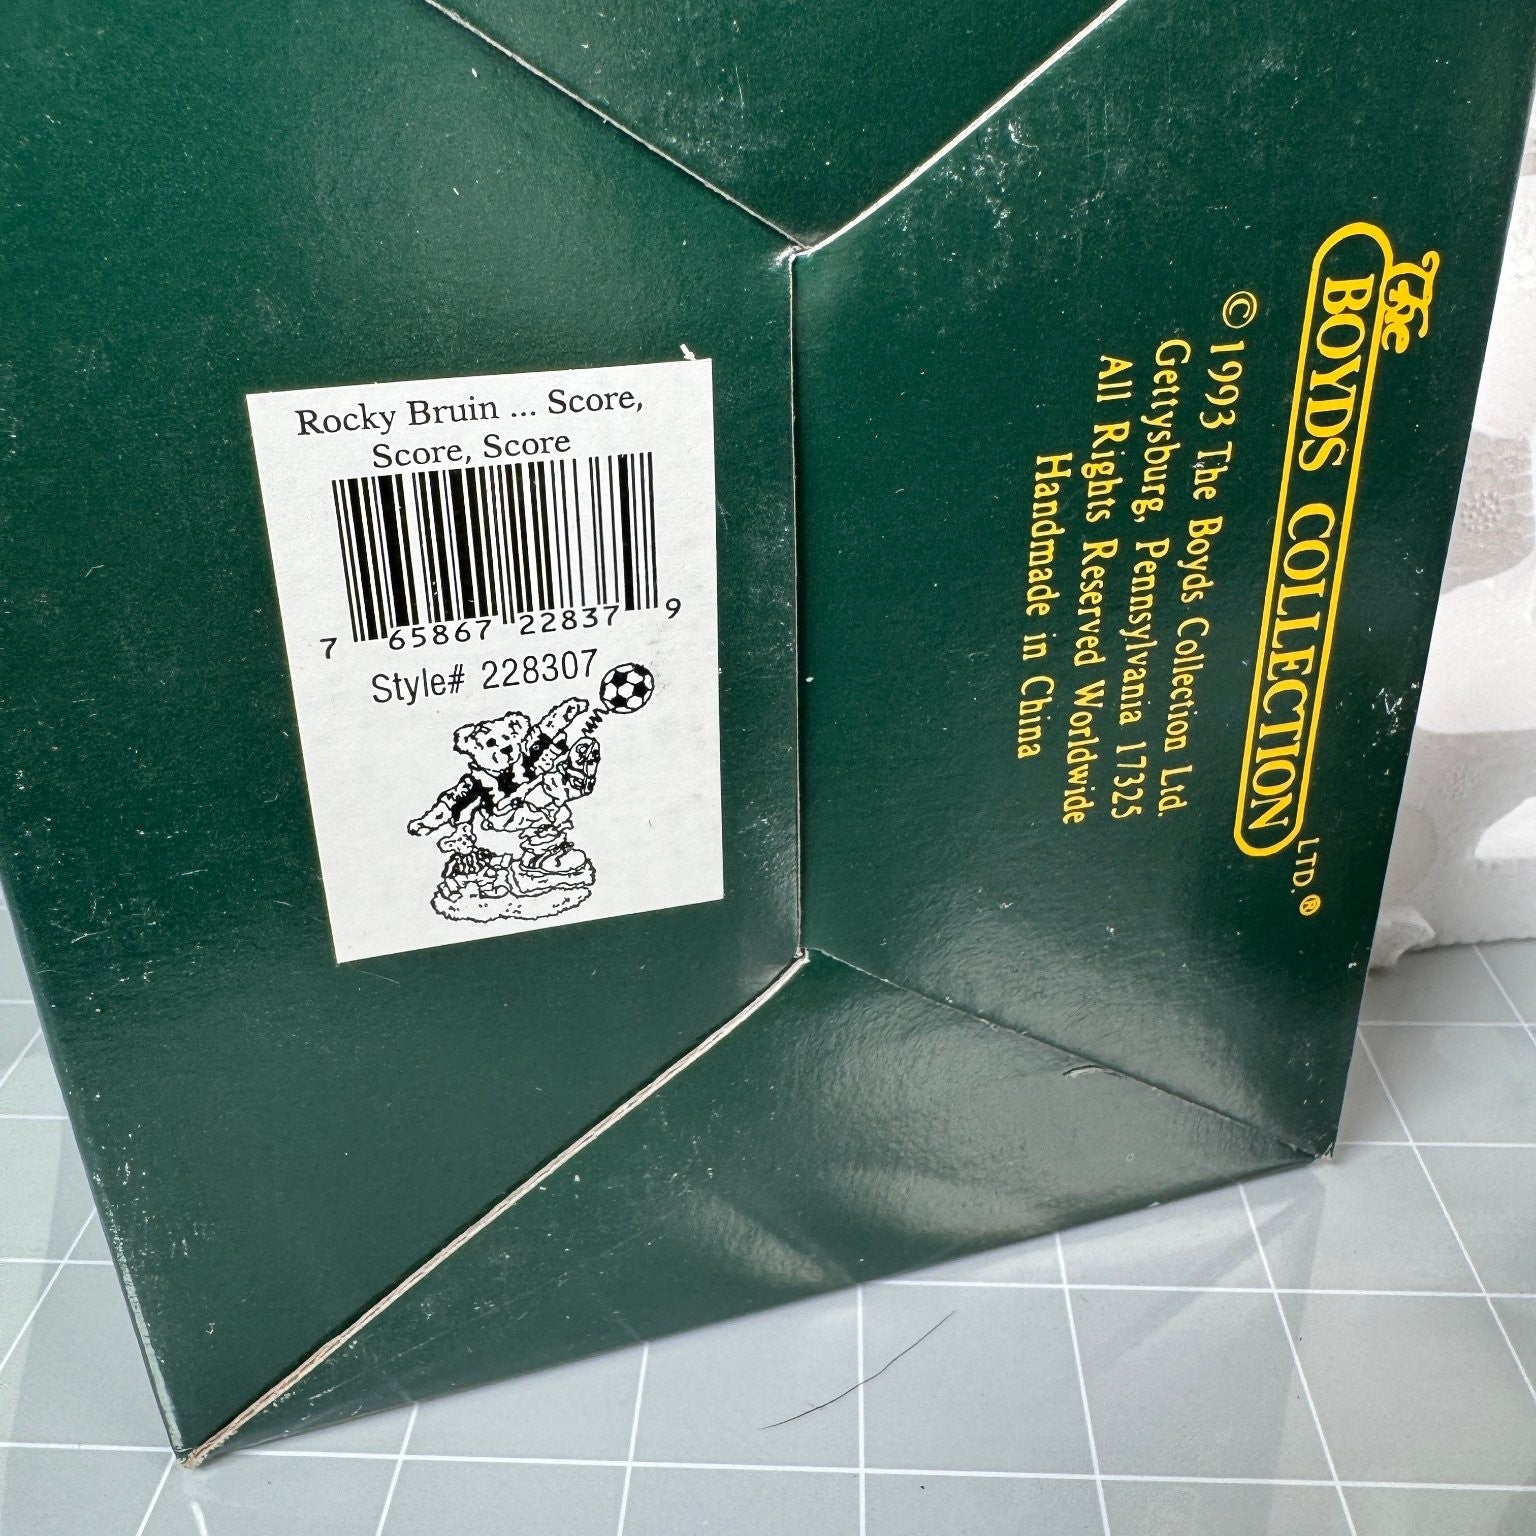 Rocky Bruin ... Score,
Score, Score
7 65867 22837 9
Style# 228307
The
BOYDS COLLECTION LTD.®
©1993 The Boyds Collection Ltd.
Gettysburg, Pennsylvania 17325
All Rights Reserved Worldwide
Handmade in China